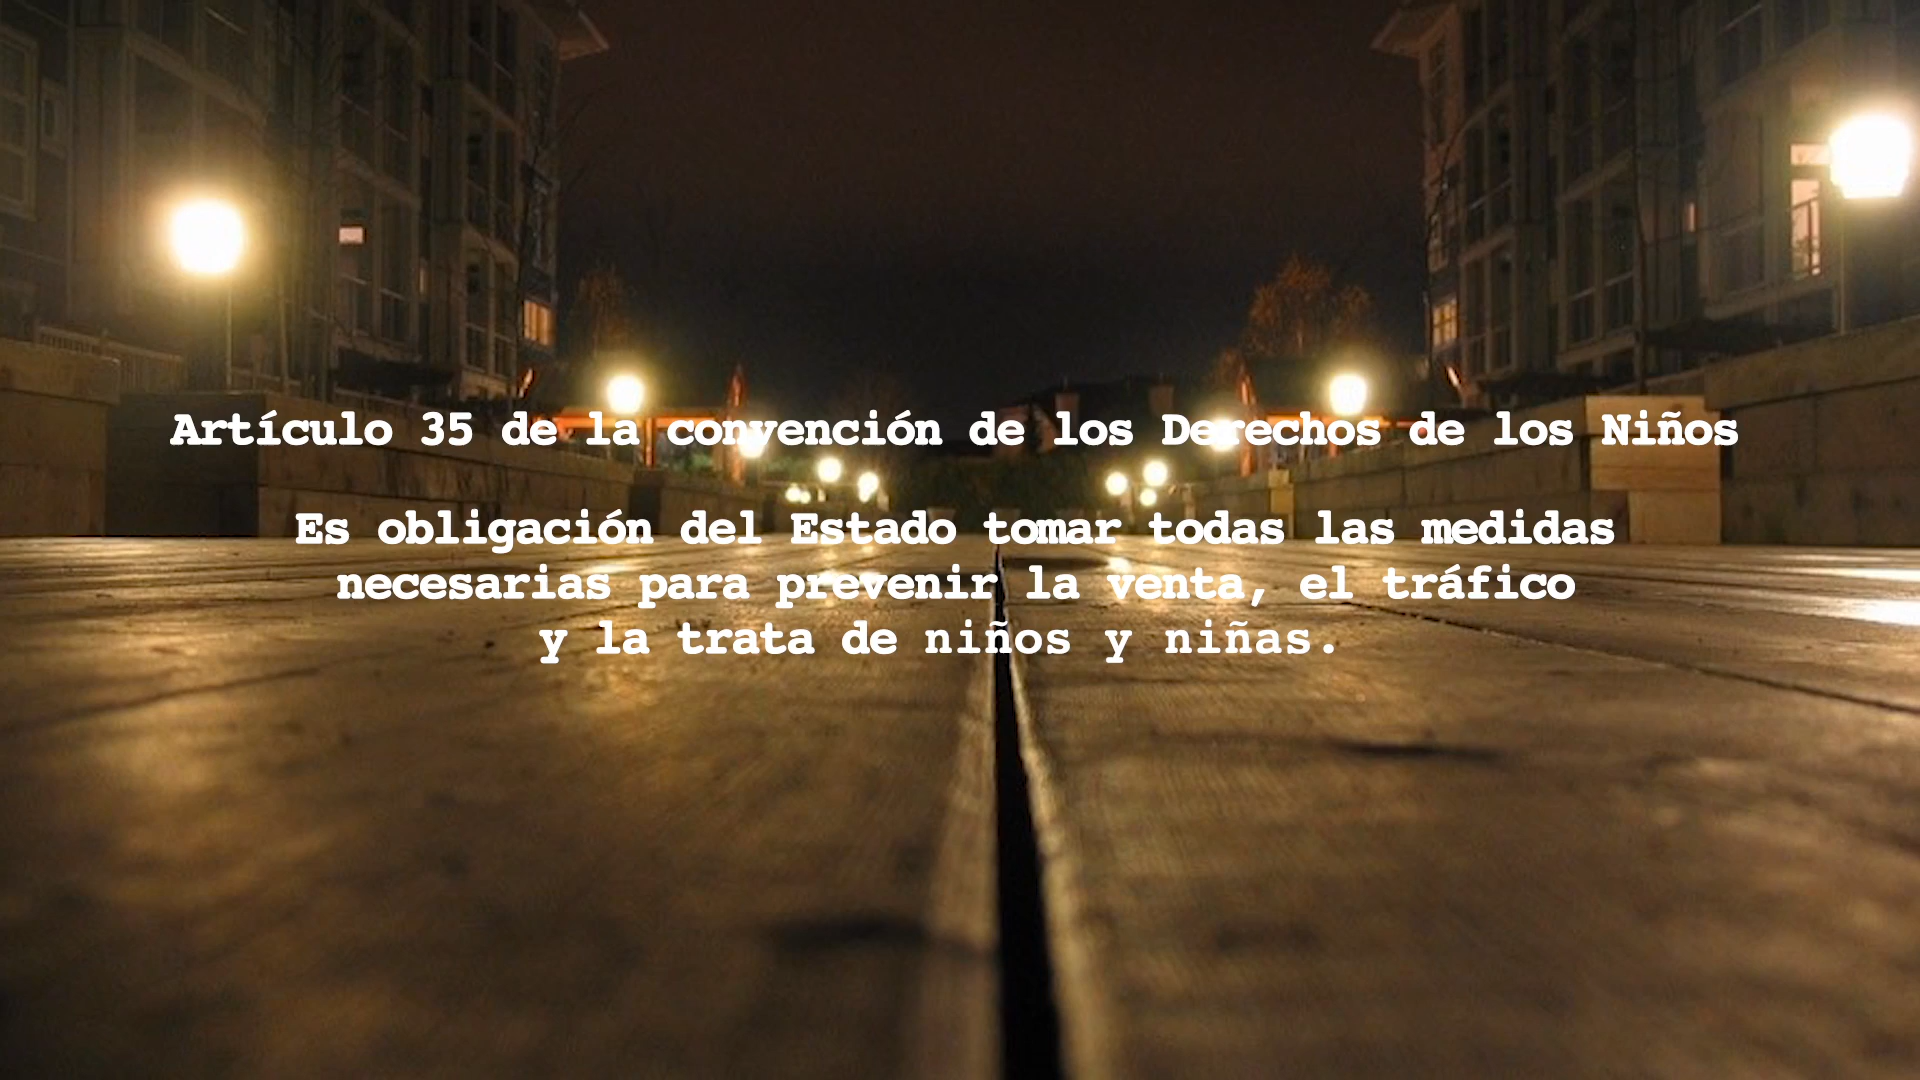 Artículo 35 de la convención de los Derechos de los Niños
Es obligación del Estado tomar todas las medidas
necesarias para prevenir la venta, el tráfico
y la trata de niños y niñas.